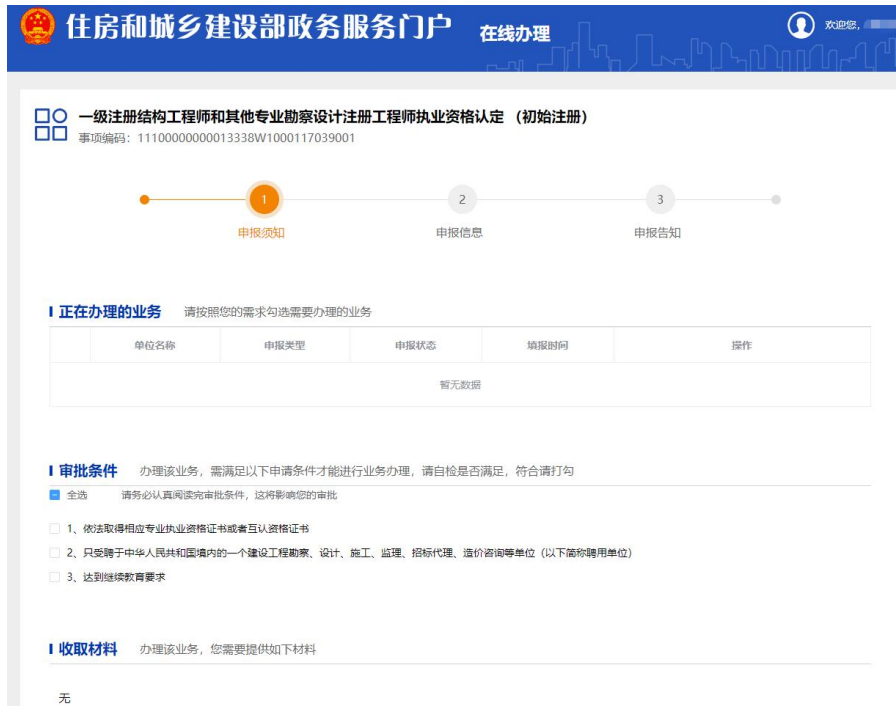 住房和城乡建设部政务服务门户 在线办理 欢迎您,
一级注册结构工程师和其他专业勘察设计注册工程师执业资格认定 (初始注册)
事项编码: 11100000000013338W1000117039001
1 2 3
申报须知 申报信息 申报告知
正在办理的业务 请按照您的需求勾选需要办理的业务
单位名称 申报类型 申报状态 填报时间 操作
暂无数据
审批条件 办理该业务, 需满足以下申请条件才能进行业务办理, 请自检是否满足, 符合请打勾
全选 请务必认真阅读完审批条件, 这将影响您的审批
1、依法取得相应专业执业资格证书或者互认资格证书
2、只受聘于中华人民共和国境内的一个建设工程勘察、设计、施工、监理、招标代理、造价咨询等单位（以下简称聘用单位）
3、达到继续教育要求
收取材料 办理该业务, 您需要提供如下材料
无